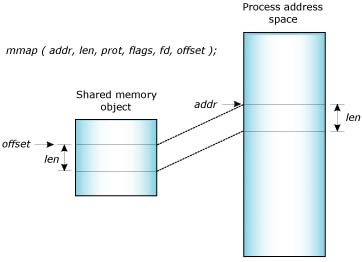 Process address
space
mmap ( addr, len, prot, flags, fd, offset );
Shared memory
object
addr
len
offset
len